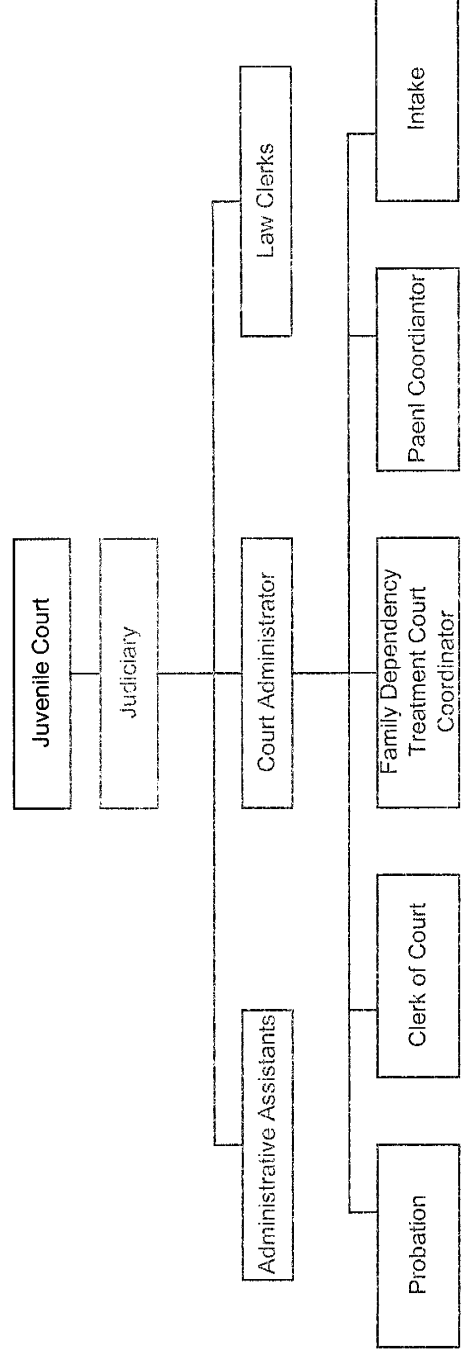 Juvenile Court
Judiciary
Administrative Assistants
Court Administrator
Law Clerks
Probation
Clerk of Court
Family Dependency
Treatment Court
Coordinator
Paenl Coordiantor
Intake